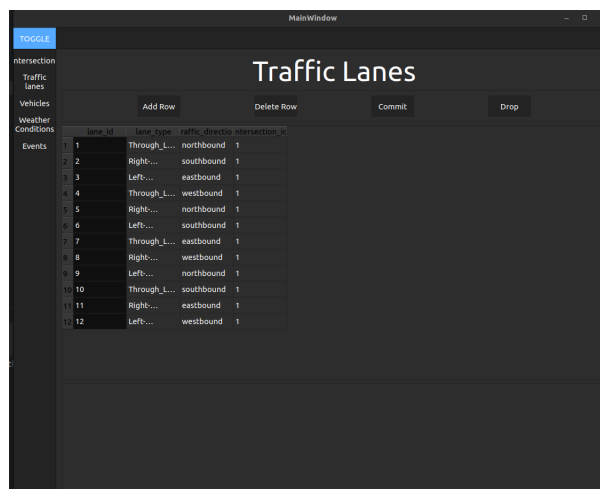 MainWindow
TOGGLE
ntersection
Traffic
lanes
Vehicles
Weather
Conditions
Events
Traffic Lanes
Add Row Delete Row Commit Drop
lane_id lane_type raffic_directio ntersection_ic
1 1 Through_L... northbound 1
2 2 Right-... southbound 1
3 3 Left-... eastbound 1
4 4 Through_L... westbound 1
5 5 Right-... northbound 1
6 6 Left-... southbound 1
7 7 Through_L... eastbound 1
8 8 Right-... westbound 1
9 9 Left-... northbound 1
10 10 Through_L... southbound 1
11 11 Right-... eastbound 1
12 12 Left-... westbound 1